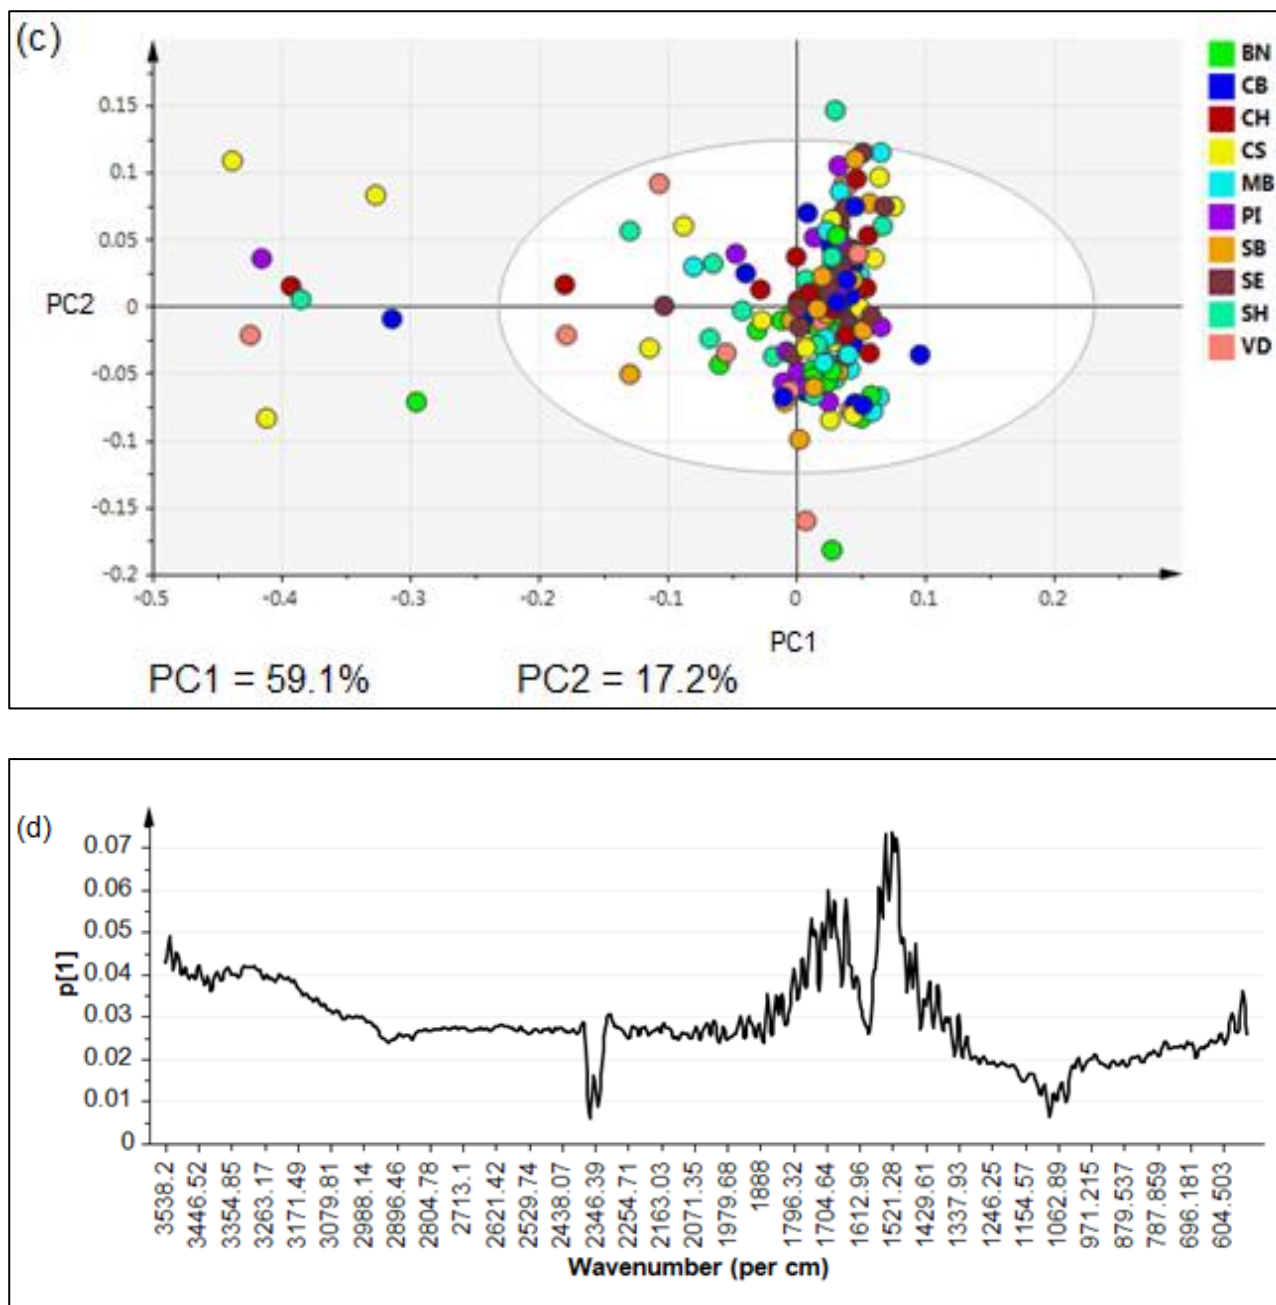 (c)
BN
CB
CH
CS
MB
PI
SB
SE
SH
VD
0.15
0.1
0.05
0
-0.05
-0.1
-0.15
-0.2
PC2
-0.5 -0.4 -0.3 -0.2 -0.1 0 0.1 0.2
PC1
PC1 = 59.1% PC2 = 17.2%
(d)
0.07
0.06
0.05
0.04
0.03
0.02
0.01
0
p[1]
3538.2 3446.52 3354.85 3263.17 3171.49 3079.81 2988.14 2896.46 2804.78 2713.1 2621.42 2529.74 2438.07 2346.39 2254.71 2163.03 2071.35 1979.68 1888 1796.32 1704.64 1612.96 1521.28 1429.61 1337.93 1246.25 1154.57 1062.89 971.215 879.537 787.859 696.181 604.503
Wavenumber (per cm)